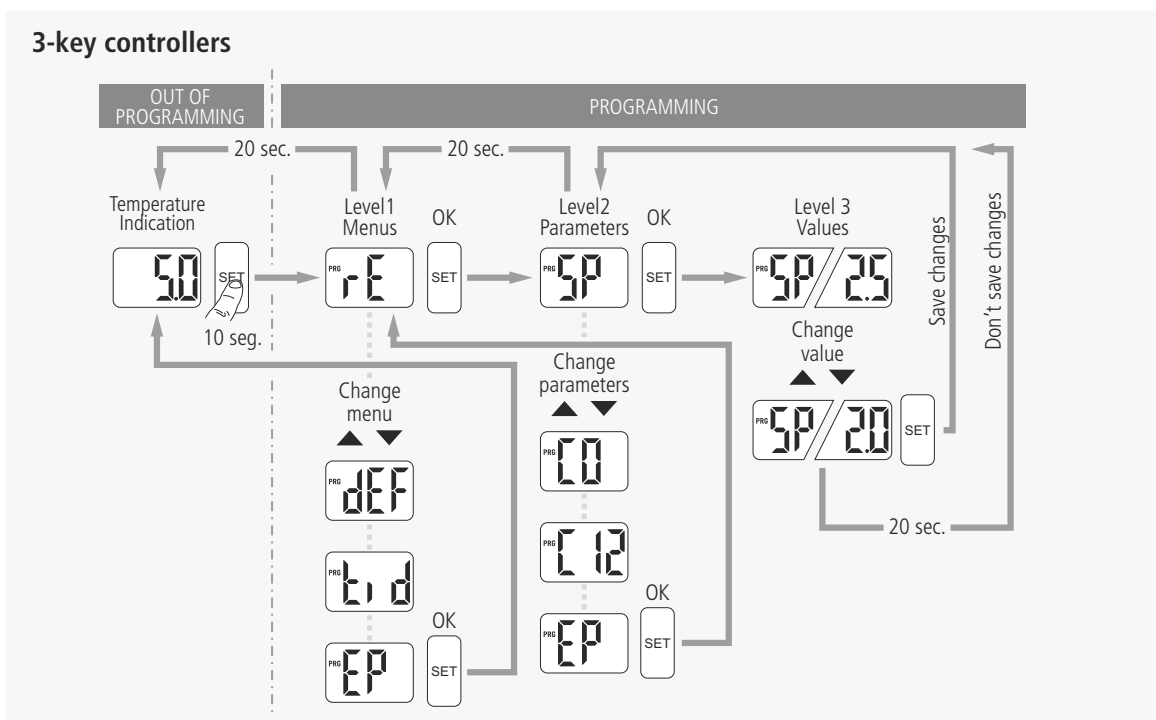 3-key controllers
OUT OF
PROGRAMMING
PROGRAMMING
20 sec.
20 sec.
Temperature
Indication
Level1
Menus
OK
Level2
Parameters
OK
Level 3
Values
5.0
SET
PRG rE
SET
PRG SP
SET
PRG SP
2.5
10 seg.
Change
menu
Change
parameters
Change
value
Save changes
Don't save changes
PRG SP
2.0
SET
PRG dEF
PRG C0
20 sec.
PRG tid
PRG C12
OK
PRG EP
SET
OK
PRG EP
SET